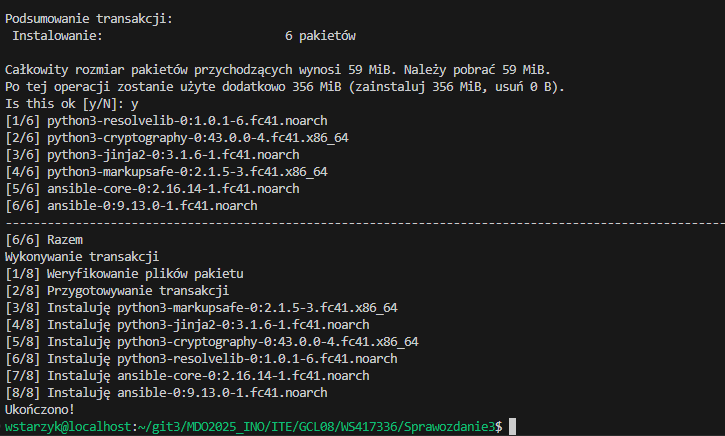 Podsumowanie transakcji:
Instalowanie: 6 pakietów
Całkowity rozmiar pakietów przychodzących wynosi 59 MiB. Należy pobrać 59 MiB.
Po tej operacji zostanie użyte dodatkowo 356 MiB (zainstaluj 356 MiB, usuń 0 B).
Is this ok [y/N]: y
[1/6] python3-resolvelib-0:1.0.1-6.fc41.noarch
[2/6] python3-cryptography-0:43.0.0-4.fc41.x86_64
[3/6] python3-jinja2-0:3.1.6-1.fc41.noarch
[4/6] python3-markupsafe-0:2.1.5-3.fc41.x86_64
[5/6] ansible-core-0:2.16.14-1.fc41.noarch
[6/6] ansible-0:9.13.0-1.fc41.noarch
--------------------------------------------------------------------------------------------------------
[6/6] Razem
Wykonywanie transakcji
[1/8] Weryfikowanie plików pakietu
[2/8] Przygotowywanie transakcji
[3/8] Instaluję python3-markupsafe-0:2.1.5-3.fc41.x86_64
[4/8] Instaluję python3-jinja2-0:3.1.6-1.fc41.noarch
[5/8] Instaluję python3-cryptography-0:43.0.0-4.fc41.x86_64
[6/8] Instaluję python3-resolvelib-0:1.0.1-6.fc41.noarch
[7/8] Instaluję ansible-core-0:2.16.14-1.fc41.noarch
[8/8] Instaluję ansible-0:9.13.0-1.fc41.noarch
Ukończono!
wstarzyk@localhost:~/git3/MDO2025_INO/ITE/GCL08/WS417336/Sprawozdanie3$